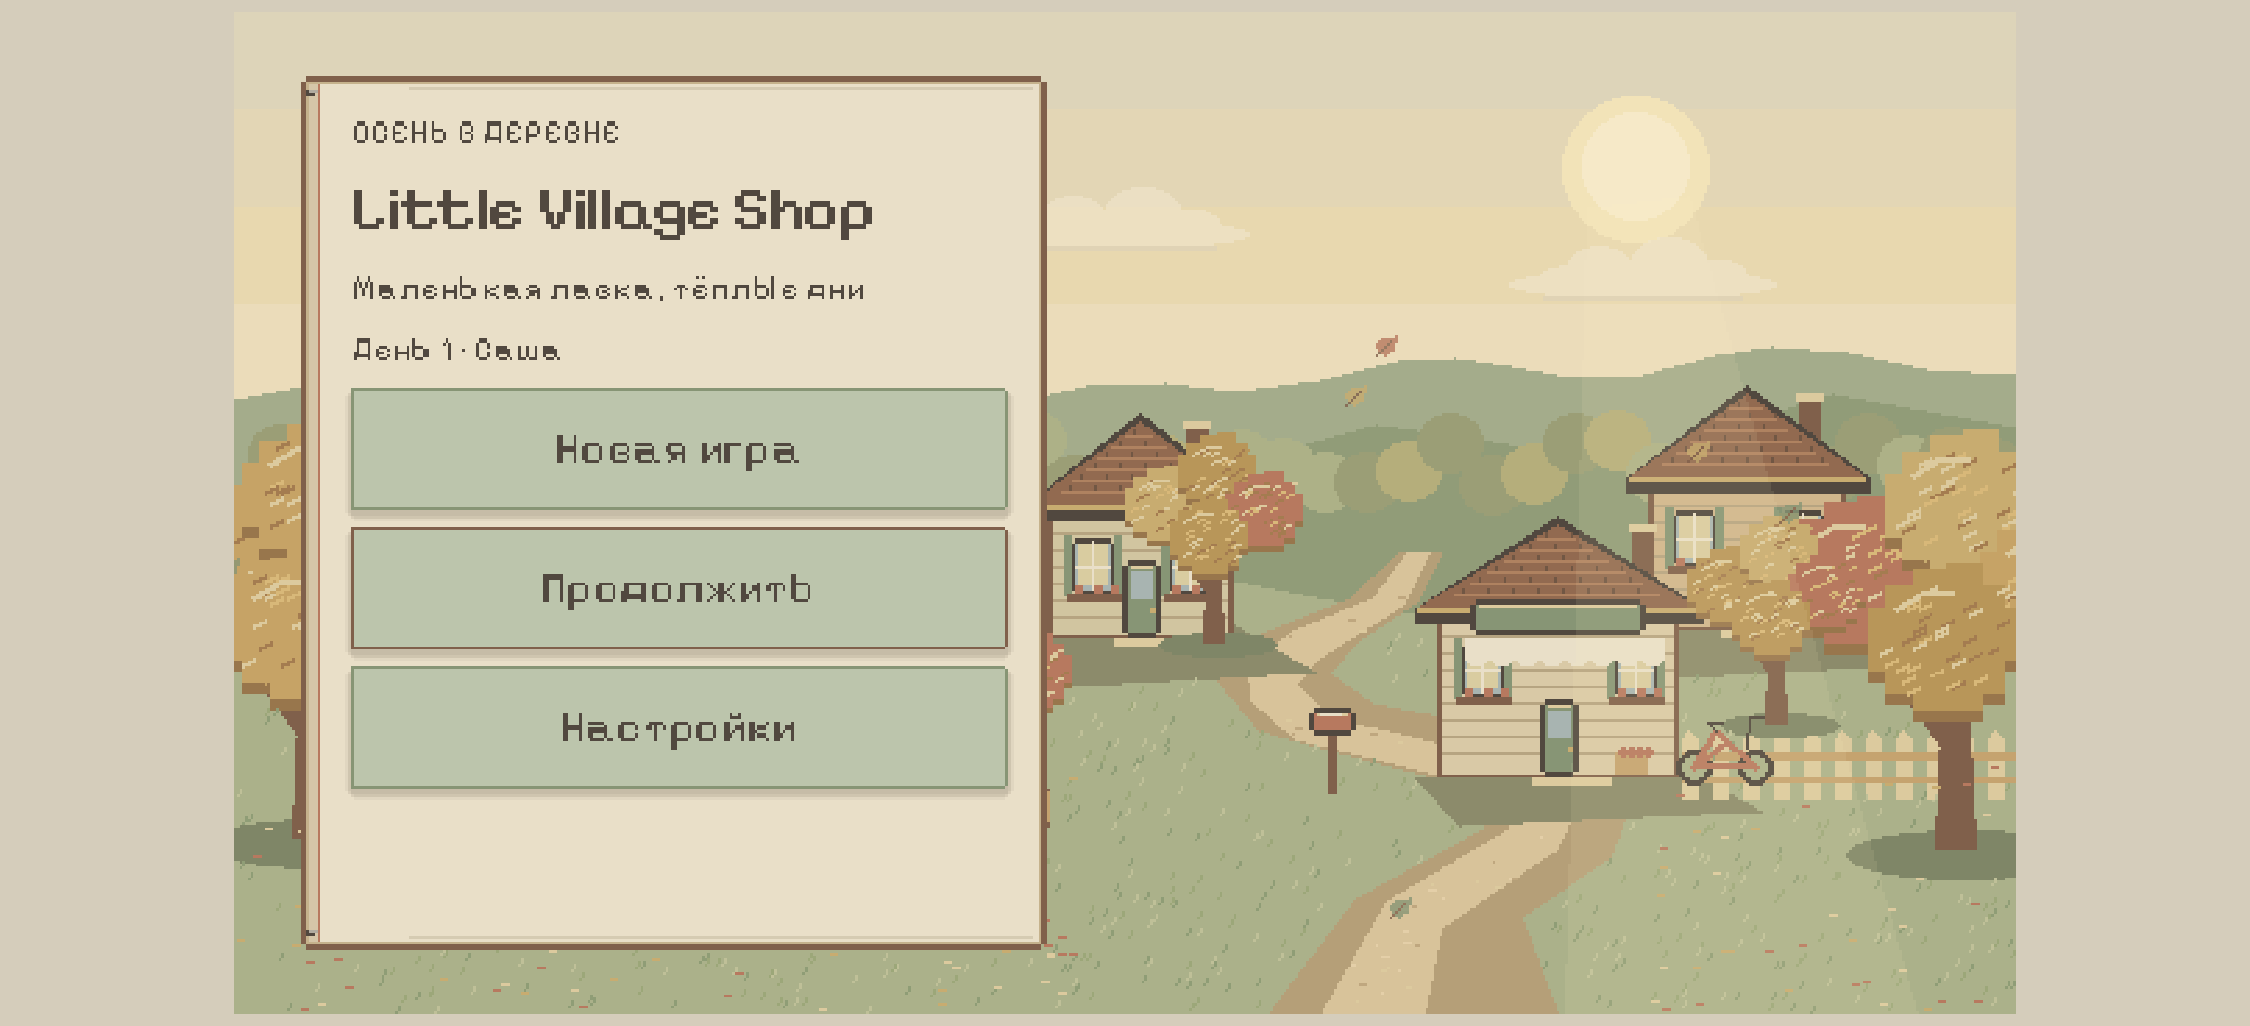 ОСЕНЬ В ДЕРЕВНЕ
Little Village Shop
Маленькая лавка, тёплые дни
День 1 · Саша
Новая игра
Продолжить
Настройки